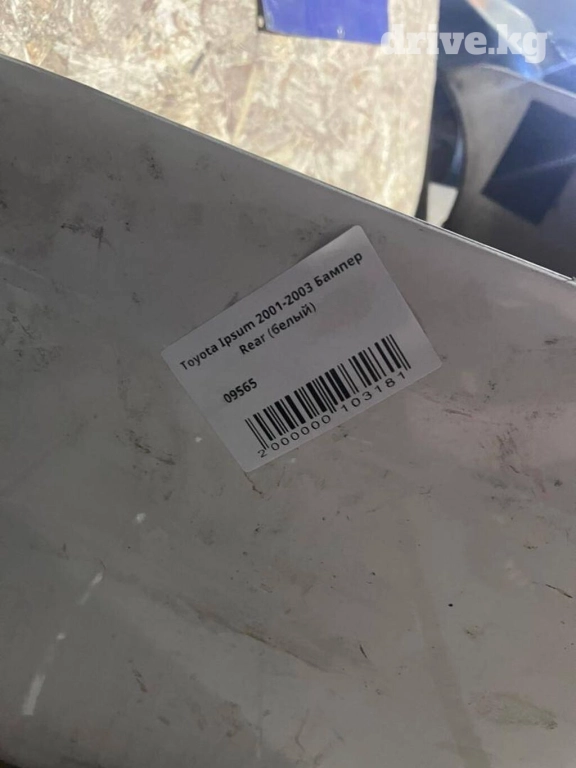 drive.kg
Toyota Ipsum 2001-2003 Бампер
Rear (белый)
09565
2000000103181